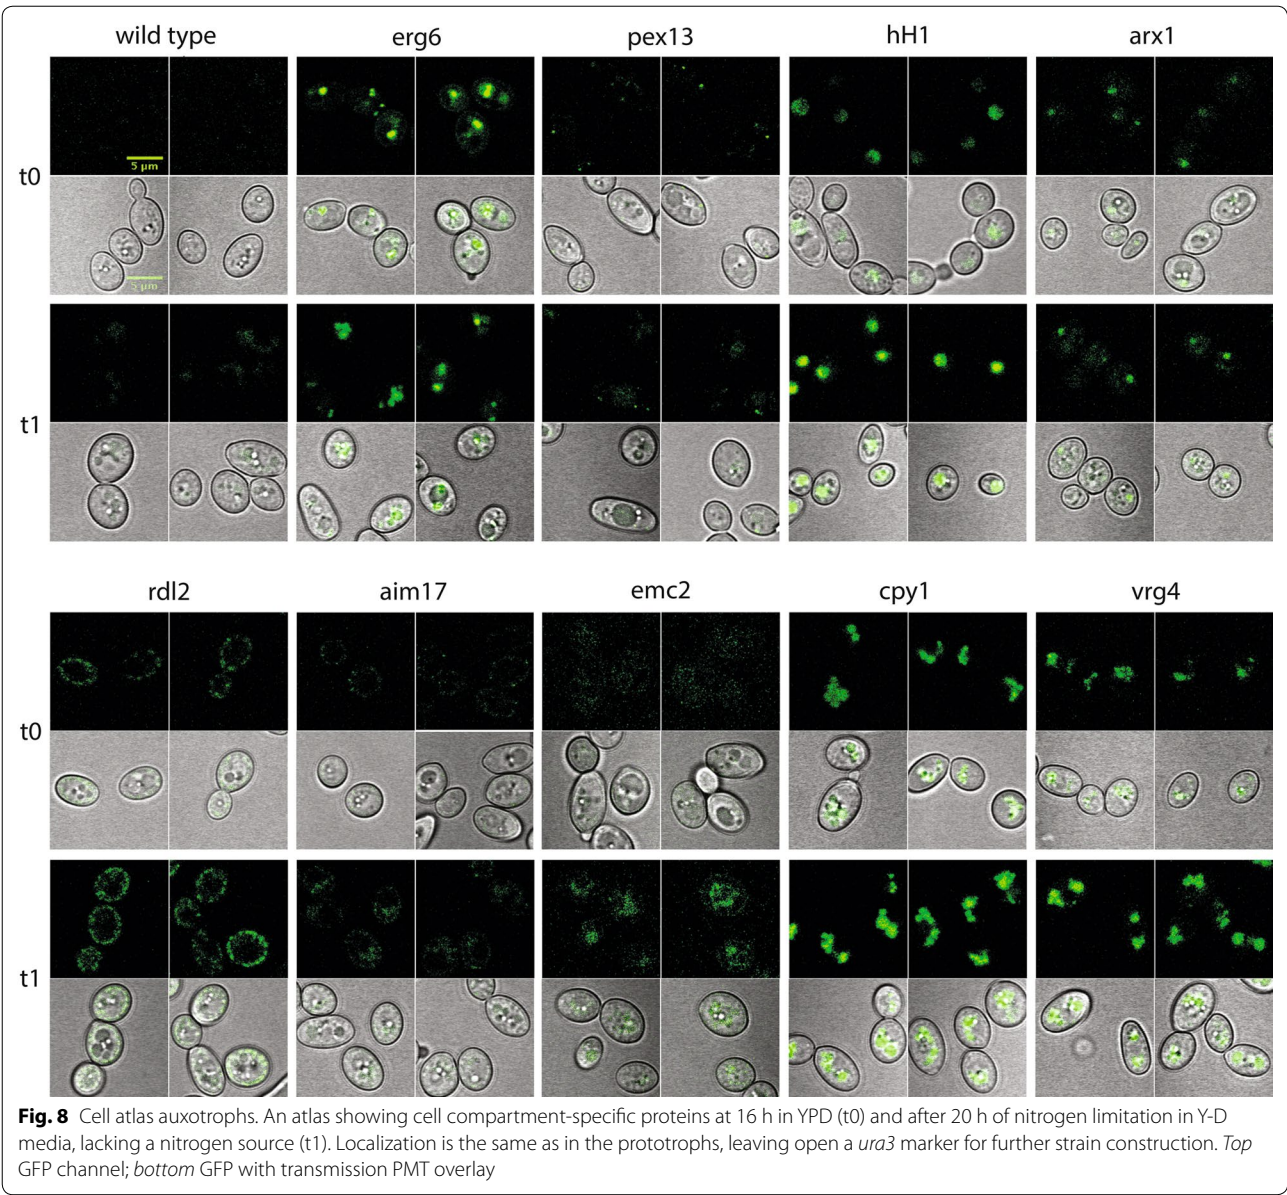 wild type erg6 pex13 hH1 arx1
t0
5 µm
5 µm
t1
rdl2 aim17 emc2 cpy1 vrg4
t0
t1
Fig. 8 Cell atlas auxotrophs. An atlas showing cell compartment-specific proteins at 16 h in YPD (t0) and after 20 h of nitrogen limitation in Y-D
media, lacking a nitrogen source (t1). Localization is the same as in the prototrophs, leaving open a ura3 marker for further strain construction. Top
GFP channel; bottom GFP with transmission PMT overlay